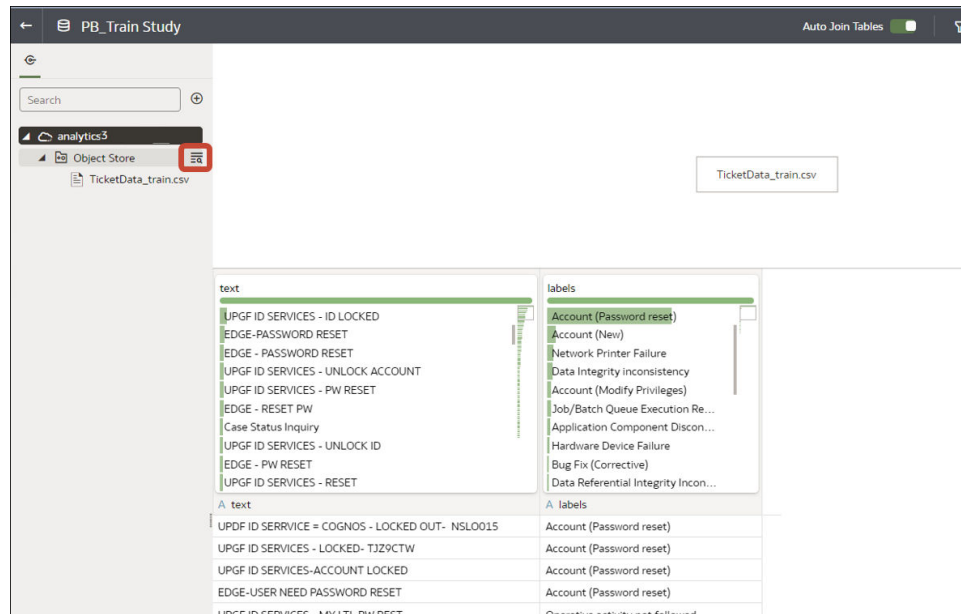 PB_Train Study
Auto Join Tables
Search
analytics3
Object Store
TicketData_train.csv
TicketData_train.csv
text
UPGF ID SERVICES - ID LOCKED
EDGE-PASSWORD RESET
EDGE - PASSWORD RESET
UPGF ID SERVICES - UNLOCK ACCOUNT
UPGF ID SERVICES - PW RESET
EDGE - RESET PW
Case Status Inquiry
UPGF ID SERVICES - UNLOCK ID
EDGE - PW RESET
UPGF ID SERVICES - RESET
labels
Account (Password reset)
Account (New)
Network Printer Failure
Data Integrity inconsistency
Account (Modify Privileges)
Job/Batch Queue Execution Re...
Application Component Discon...
Hardware Device Failure
Bug Fix (Corrective)
Data Referential Integrity Incon...
A text
A labels
UPDF ID SERRVICE = COGNOS - LOCKED OUT- NSLO015
Account (Password reset)
UPGF ID SERVICES - LOCKED- TJZ9CTW
Account (Password reset)
UPGF ID SERVICES-ACCOUNT LOCKED
Account (Password reset)
EDGE-USER NEED PASSWORD RESET
Account (Password reset)